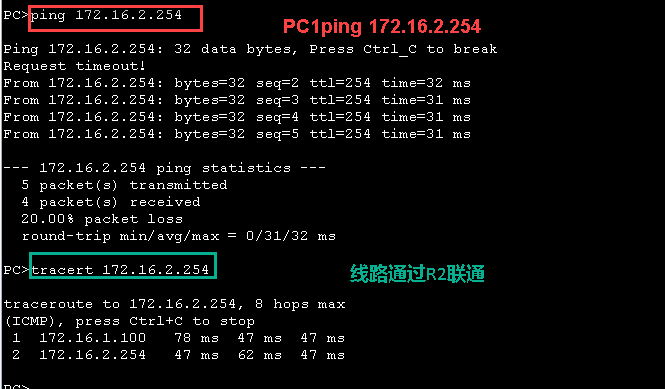 PC>ping 172.16.2.254
PC1ping 172.16.2.254
Ping 172.16.2.254: 32 data bytes, Press Ctrl_C to break
Request timeout!
From 172.16.2.254: bytes=32 seq=2 ttl=254 time=32 ms
From 172.16.2.254: bytes=32 seq=3 ttl=254 time=31 ms
From 172.16.2.254: bytes=32 seq=4 ttl=254 time=31 ms
From 172.16.2.254: bytes=32 seq=5 ttl=254 time=31 ms
--- 172.16.2.254 ping statistics ---
5 packet(s) transmitted
4 packet(s) received
20.00% packet loss
round-trip min/avg/max = 0/31/32 ms
PC>tracert 172.16.2.254
线路通过R2联通
traceroute to 172.16.2.254, 8 hops max
(ICMP), press Ctrl+C to stop
1 172.16.1.100 78 ms 47 ms 47 ms
2 172.16.2.254 47 ms 62 ms 47 ms
PC>